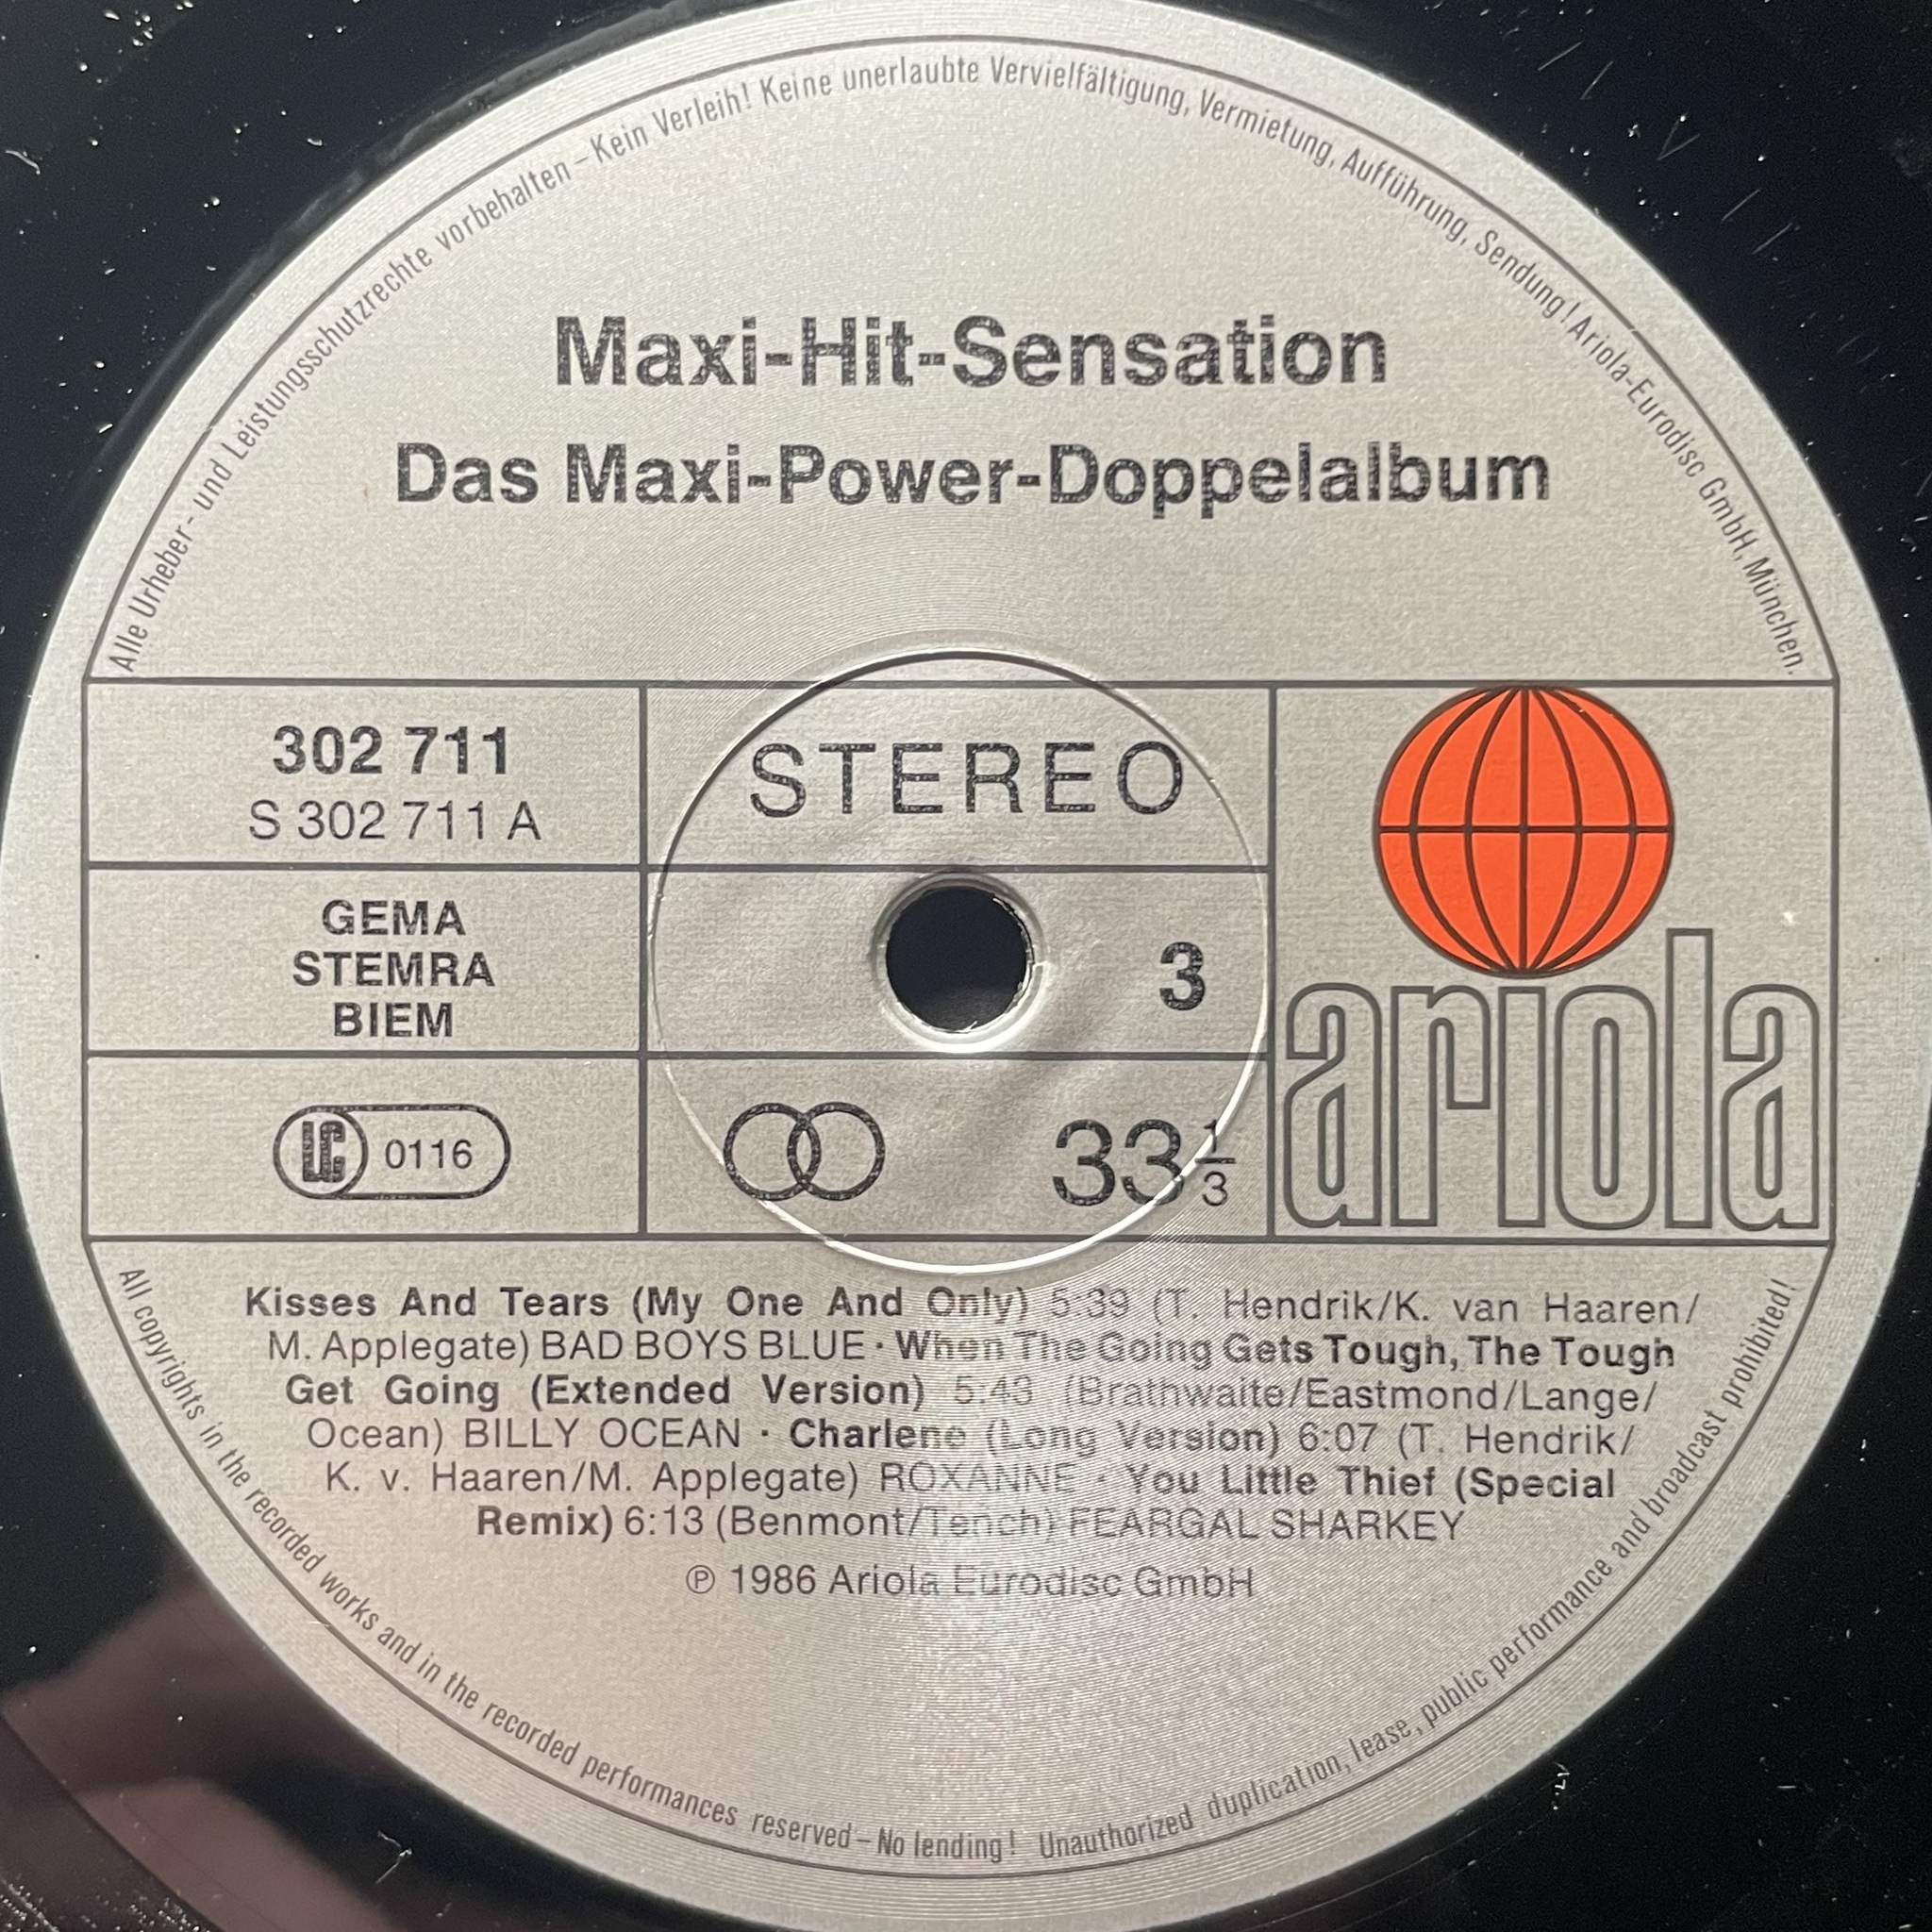 Alle Urheber- und Leistungsschutzrechte vorbehalten – Kein Verleih! Keine unerlaubte Vervielfältigung, Vermietung, Aufführung, Sendung! Ariola-Eurodisc GmbH, München.
Maxi-Hit-Sensation
Das Maxi-Power-Doppelalbum
302 711
S 302 711 A
STEREO
GEMA
STEMRA
BIEM
3
LC 0116
33 1/3
ariola
Kisses And Tears (My One And Only) 5:39 (T. Hendrik/K. van Haaren/
M. Applegate) BAD BOYS BLUE · When The Going Gets Tough, The Tough
Get Going (Extended Version) 5:43 (Brathwaite/Eastmond/Lange/
Ocean) BILLY OCEAN · Charlene (Long Version) 6:07 (T. Hendrik/
K. v. Haaren/M. Applegate) ROXANNE · You Little Thief (Special
Remix) 6:13 (Benmont/Tench) FEARGAL SHARKEY
℗ 1986 Ariola Eurodisc GmbH
All copyrights in the recorded works and in the recorded performances reserved – No lending! Unauthorized duplication, lease, public performance and broadcast prohibited!